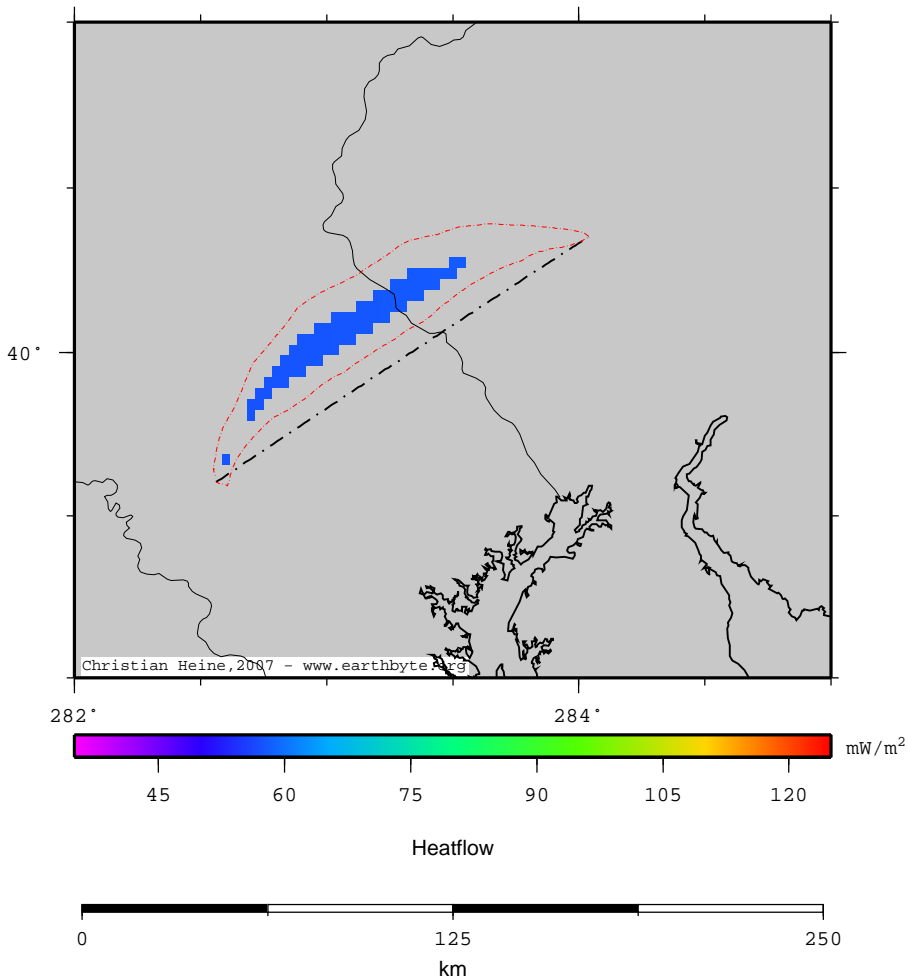 40°
Christian Heine,2007 - www.earthbyte.org
282° 284°
mW/m²
45 60 75 90 105 120
Heatflow
0 125 250
km